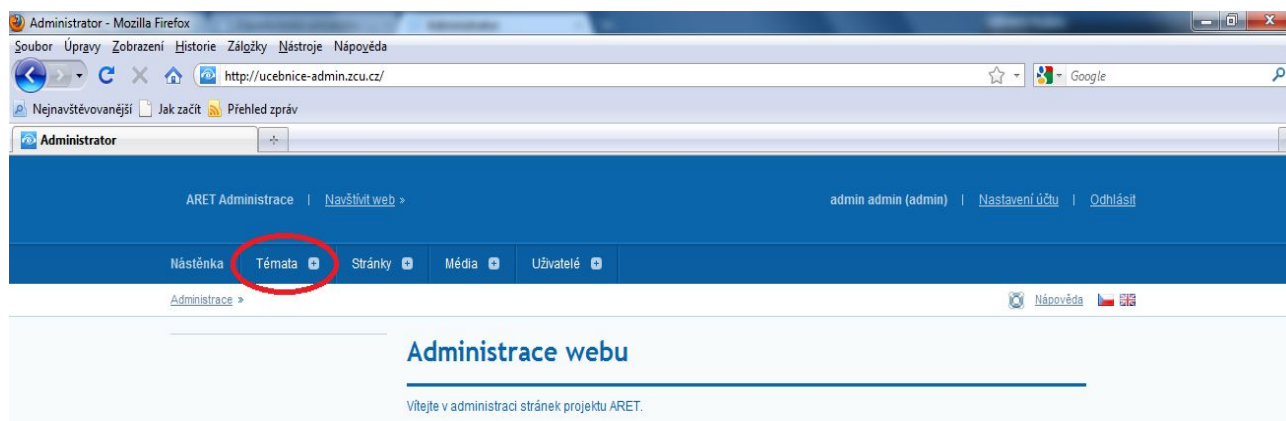 Administrator - Mozilla Firefox
Soubor Úpravy Zobrazení Historie Záložky Nástroje Nápověda
http://ucebnice-admin.zcu.cz/ Google
Nejnavštěvovanější Jak začít Přehled zpráv
Administrator
ARET Administrace | Navštívit web » admin admin (admin) | Nastavení účtu | Odhlásit
Nástěnka Témata Stránky Média Uživatelé
Administrace » Nápověda
Administrace webu
Vítejte v administraci stránek projektu ARET.